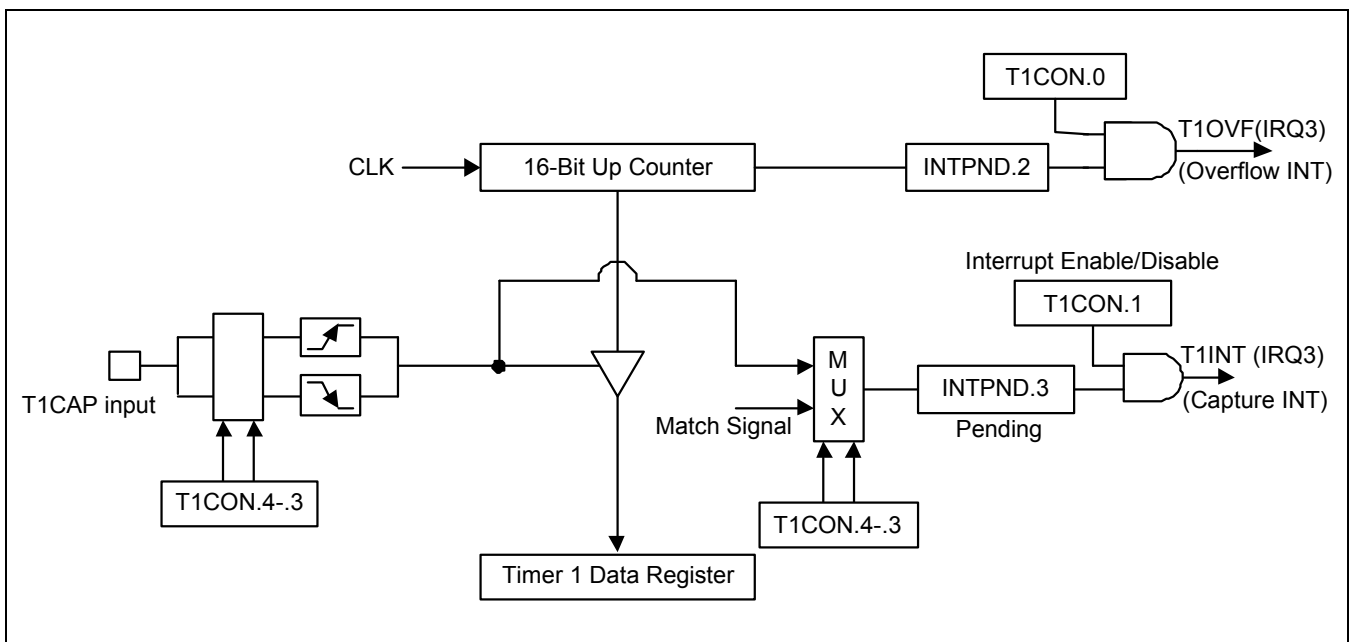 T1CON.0
T1OVF(IRQ3)
CLK
16-Bit Up Counter
INTPND.2
(Overflow INT)
Interrupt Enable/Disable
T1CON.1
T1INT (IRQ3)
M
U
X
INTPND.3
(Capture INT)
T1CAP input
Match Signal
Pending
T1CON.4-.3
T1CON.4-.3
Timer 1 Data Register